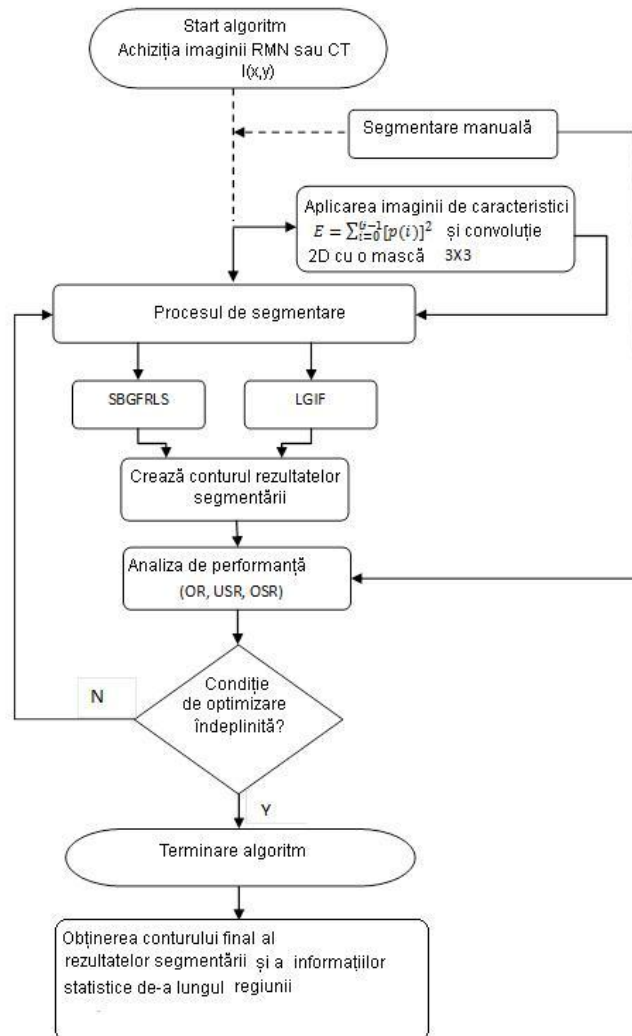 Start algoritm
Achiziția imaginii RMN sau CT
I(x,y)
Segmentare manuală
Aplicarea imaginii de caracteristici
E = ∑_{i=0}^{G-1}[p(i)]² și convoluție
2D cu o mască 3X3
Procesul de segmentare
SBGFRLS
LGIF
Crează conturul rezultatelor
segmentării
Analiza de performanță
(OR, USR, OSR)
Condiție
de optimizare
îndeplinită?
N
Y
Terminare algoritm
Obținerea conturului final al
rezultatelor segmentării și a informațiilor
statistice de-a lungul regiunii